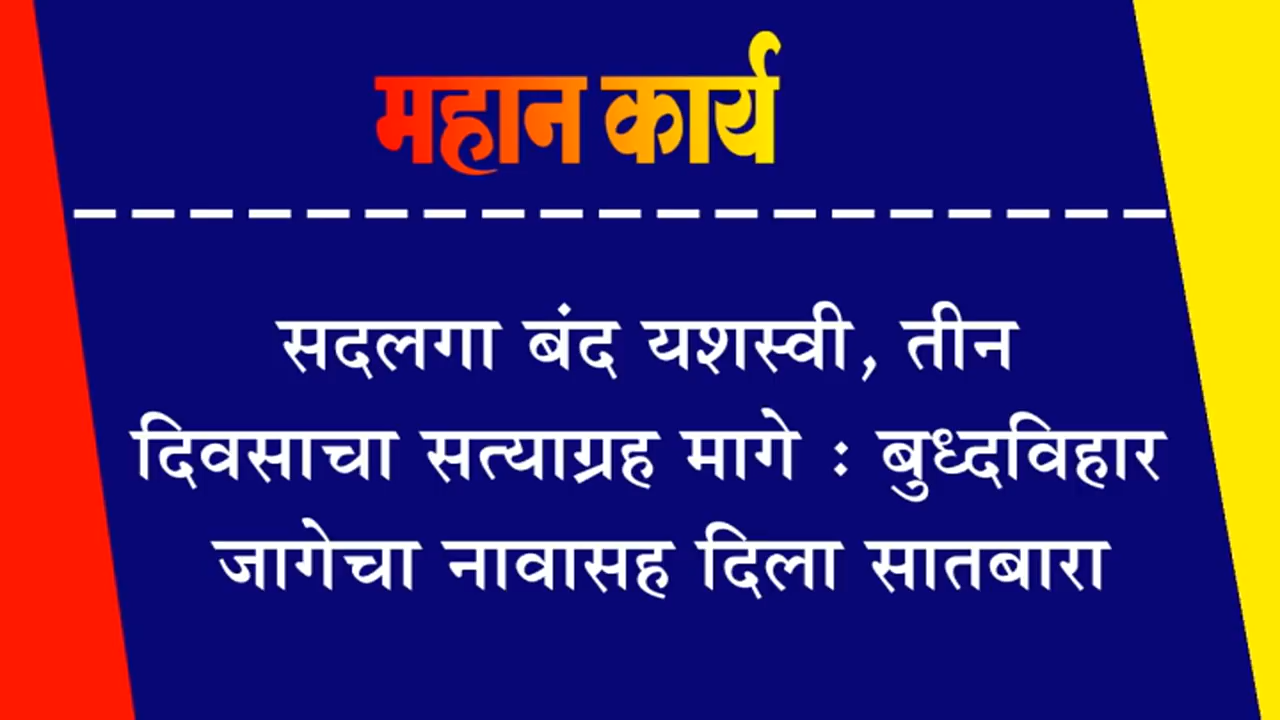 महान कार्य
सदलगा बंद यशस्वी, तीन
दिवसाचा सत्याग्रह मागे : बुध्दविहार
जागेचा नावासह दिला सातबारा